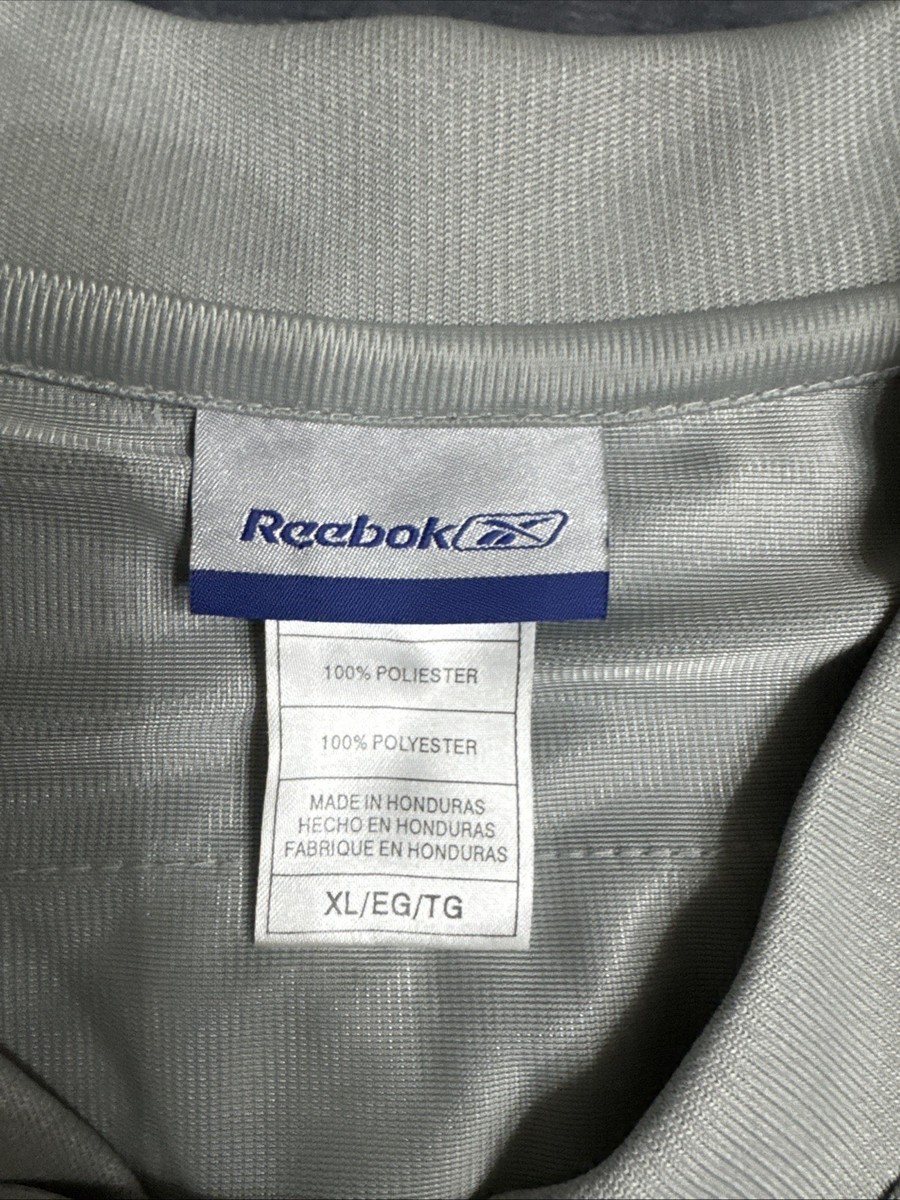 Reebok
100% POLIESTER
100% POLYESTER
MADE IN HONDURAS
HECHO EN HONDURAS
FABRIQUE EN HONDURAS
XL/EG/TG